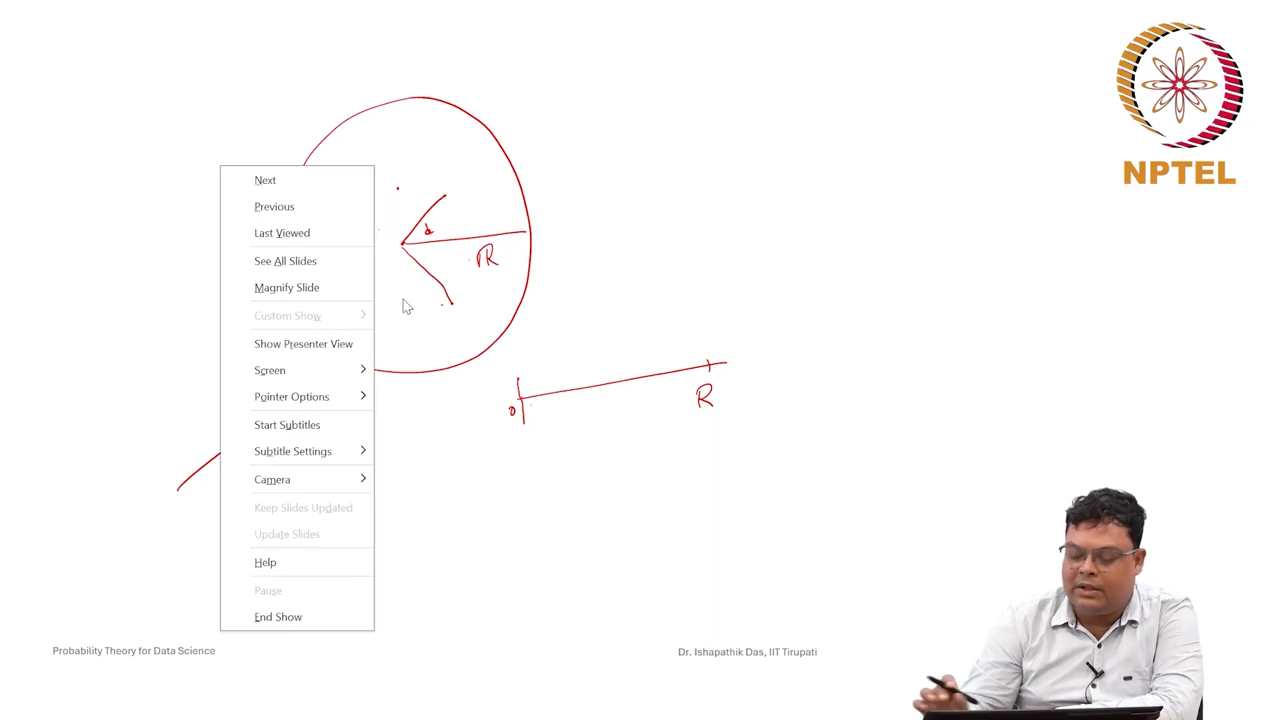 NPTEL
Next
Previous
Last Viewed
See All Slides
Magnify Slide
Custom Show
Show Presenter View
Screen
Pointer Options
Start Subtitles
Subtitle Settings
Camera
Keep Slides Updated
Update Slides
Help
Pause
End Show
d
R
0
R
Probability Theory for Data Science
Dr. Ishapathik Das, IIT Tirupati